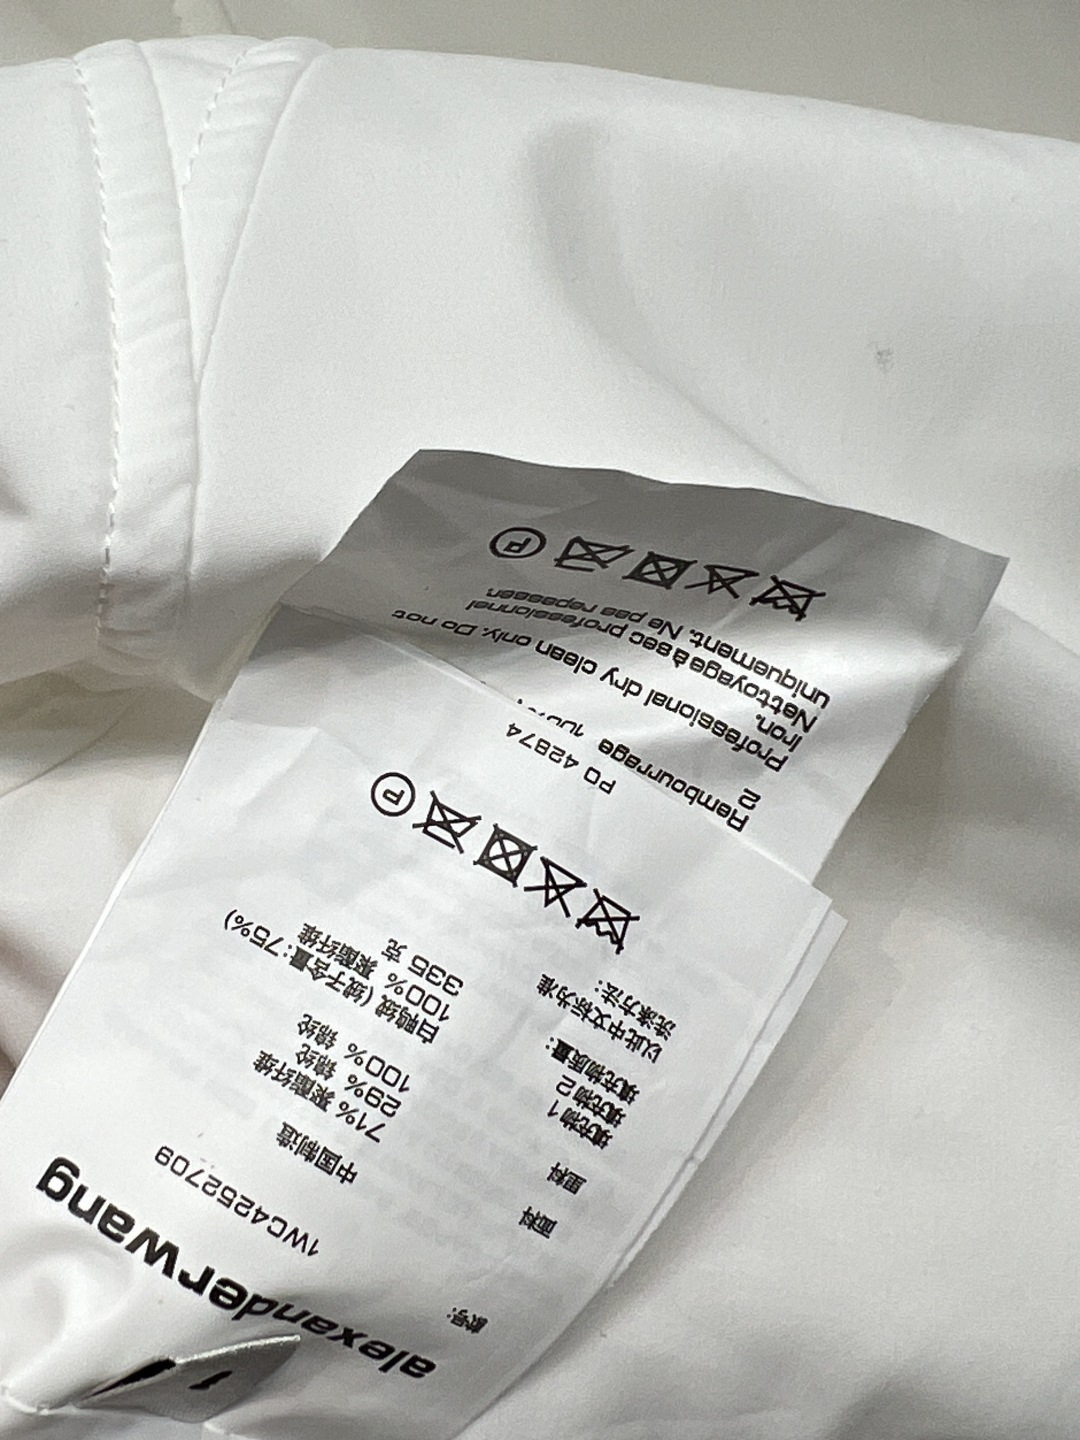 alexanderwang
款号:
1WC4252709
中国制造
面料
71% 聚酯纤维
29% 锦纶
里料
100% 锦纶
填充物 1
白鸭绒 (绒子含量:75%)
填充物 2
100% 聚酯纤维
填充物质量:
335 克
以此中文标为准
洗涤方法:
P
PO 42874
Rembourrage
2
Professional dry clean only. Do not
Iron.
Nettoyage à sec professionnel
uniquement. Ne pas repasser.
P